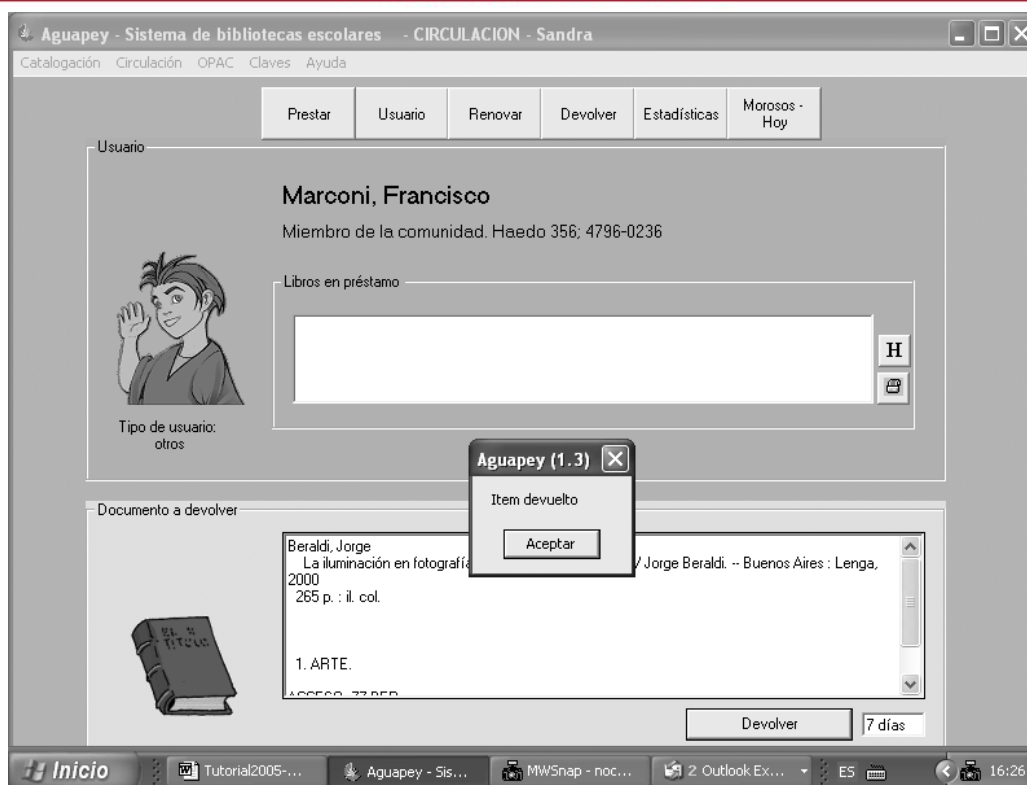 Aguapey - Sistema de bibliotecas escolares - CIRCULACION - Sandra
Catalogación Circulación OPAC Claves Ayuda
Prestar Usuario Renovar Devolver Estadísticas Morosos - Hoy
Usuario
Marconi, Francisco
Miembro de la comunidad. Haedo 356; 4796-0236
Libros en préstamo
H
Tipo de usuario:
otros
Aguapey (1.3)
Item devuelto
Aceptar
Documento a devolver
Beraldi, Jorge
La iluminación en fotografía / Jorge Beraldi. -- Buenos Aires : Lenga,
2000
265 p. : il. col.
1. ARTE.
EL TITULO
Devolver 7 días
Inicio Tutorial2005-... Aguapey - Sis... MWSnap - noc... 2 Outlook Ex... ES 16:26